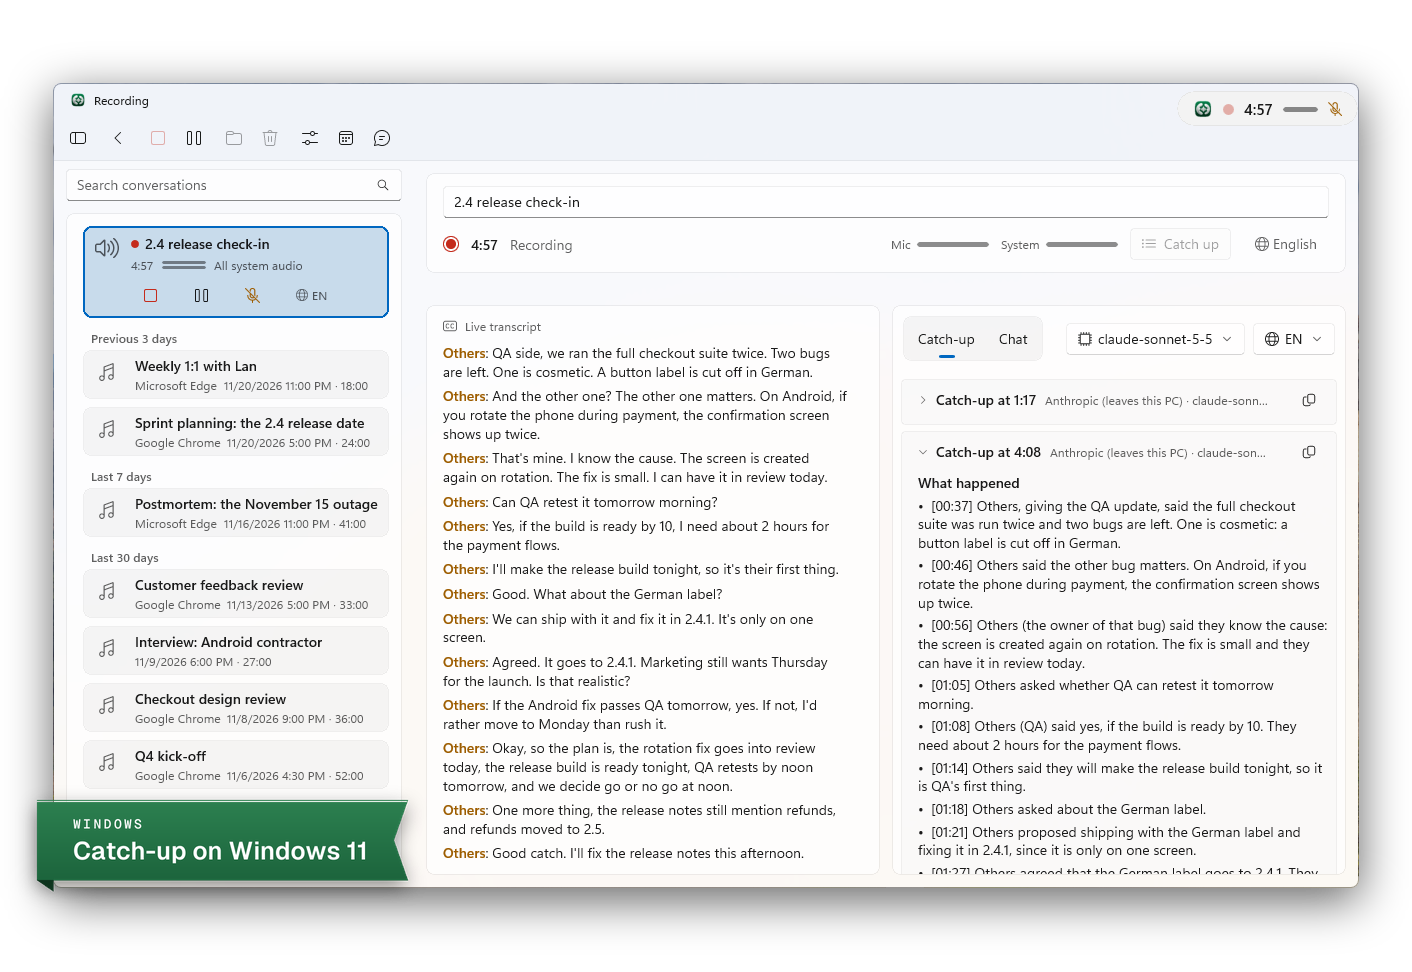 Recording
4:57
Search conversations
2.4 release check-in
4:57 All system audio
EN
Previous 3 days
Weekly 1:1 with Lan
Microsoft Edge 11/20/2026 11:00 PM · 18:00
Sprint planning: the 2.4 release date
Google Chrome 11/20/2026 5:00 PM · 24:00
Last 7 days
Postmortem: the November 15 outage
Microsoft Edge 11/16/2026 11:00 PM · 41:00
Last 30 days
Customer feedback review
Google Chrome 11/13/2026 5:00 PM · 33:00
Interview: Android contractor
11/9/2026 6:00 PM · 27:00
Checkout design review
Google Chrome 11/8/2026 9:00 PM · 36:00
Q4 kick-off
Google Chrome 11/6/2026 4:30 PM · 52:00
WINDOWS
Catch-up on Windows 11
2.4 release check-in
4:57 Recording
Mic System Catch up English
CC Live transcript
Others: QA side, we ran the full checkout suite twice. Two bugs
are left. One is cosmetic. A button label is cut off in German.
Others: And the other one? The other one matters. On Android, if
you rotate the phone during payment, the confirmation screen
shows up twice.
Others: That's mine. I know the cause. The screen is created
again on rotation. The fix is small. I can have it in review today.
Others: Can QA retest it tomorrow morning?
Others: Yes, if the build is ready by 10, I need about 2 hours for
the payment flows.
Others: I'll make the release build tonight, so it's their first thing.
Others: Good. What about the German label?
Others: We can ship with it and fix it in 2.4.1. It's only on one
screen.
Others: Agreed. It goes to 2.4.1. Marketing still wants Thursday
for the launch. Is that realistic?
Others: If the Android fix passes QA tomorrow, yes. If not, I'd
rather move to Monday than rush it.
Others: Okay, so the plan is, the rotation fix goes into review
today, the release build is ready tonight, QA retests by noon
tomorrow, and we decide go or no go at noon.
Others: One more thing, the release notes still mention refunds,
and refunds moved to 2.5.
Others: Good catch. I'll fix the release notes this afternoon.
Catch-up Chat claude-sonnet-5-5 EN
Catch-up at 1:17 Anthropic (leaves this PC) · claude-sonn...
Catch-up at 4:08 Anthropic (leaves this PC) · claude-son...
What happened
• [00:37] Others, giving the QA update, said the full checkout
suite was run twice and two bugs are left. One is cosmetic: a
button label is cut off in German.
• [00:46] Others said the other bug matters. On Android, if you
rotate the phone during payment, the confirmation screen shows
up twice.
• [00:56] Others (the owner of that bug) said they know the cause:
the screen is created again on rotation. The fix is small and they
can have it in review today.
• [01:05] Others asked whether QA can retest it tomorrow
morning.
• [01:08] Others (QA) said yes, if the build is ready by 10. They
need about 2 hours for the payment flows.
• [01:14] Others said they will make the release build tonight, so it
is QA's first thing.
• [01:18] Others asked about the German label.
• [01:21] Others proposed shipping with the German label and
fixing it in 2.4.1, since it is only on one screen.
• [01:27] Others agreed that the German label goes to 2.4.1. They